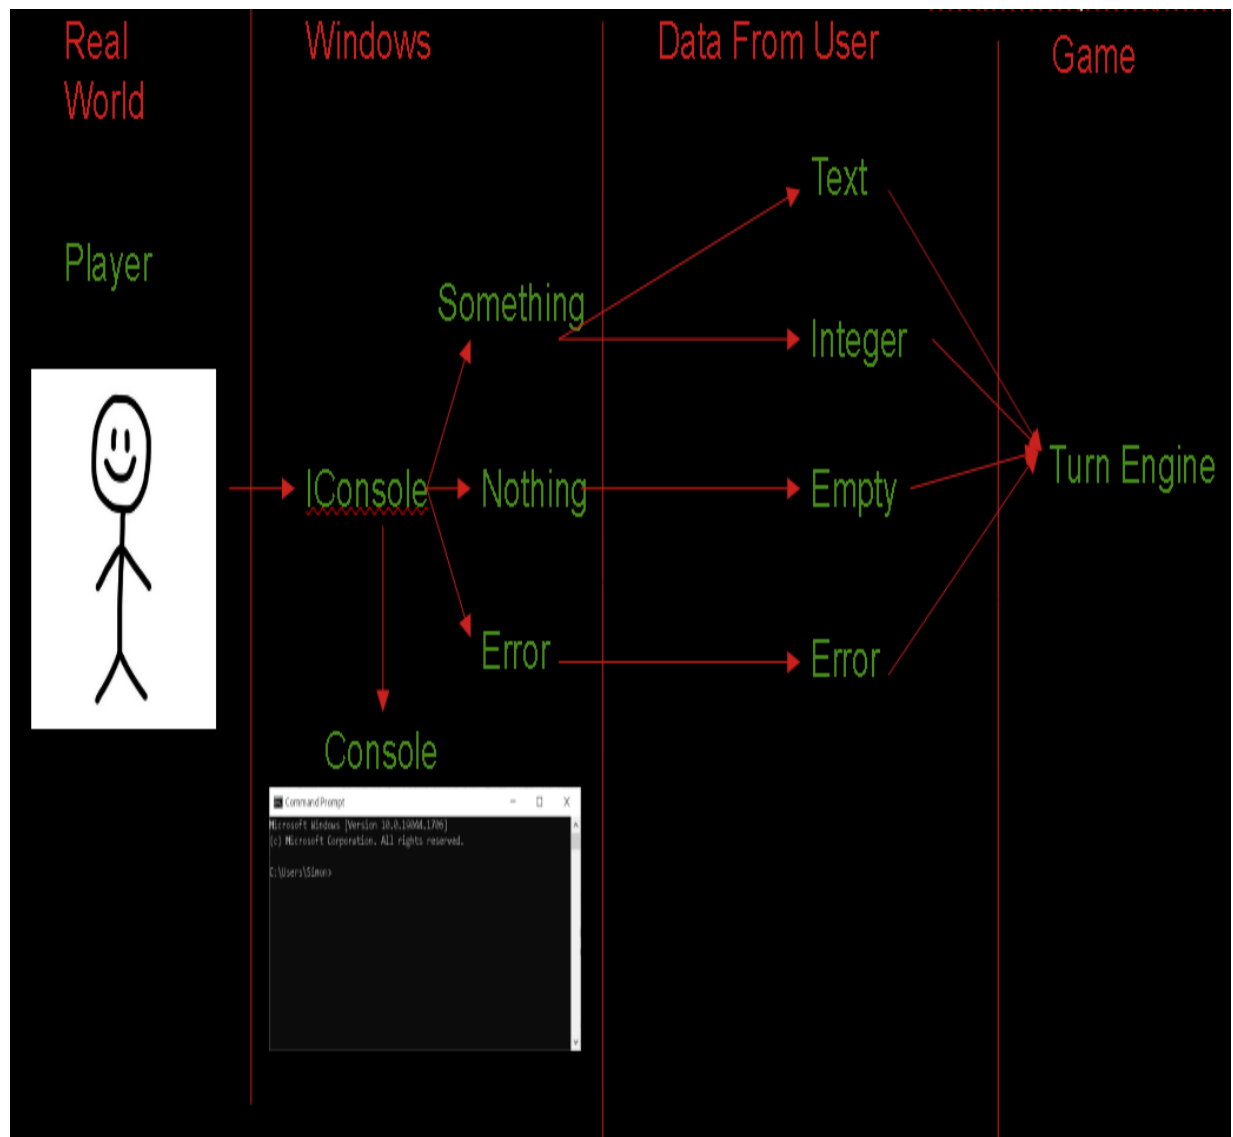 Real
World
Windows
Data From User
Game
Text
Player
Something
Integer
IConsole
Nothing
Empty
Turn Engine
Error
Error
Console
Command Prompt
Microsoft Windows [Version 10.0.19044.1706]
(c) Microsoft Corporation. All rights reserved.
C:\Users\Simon>